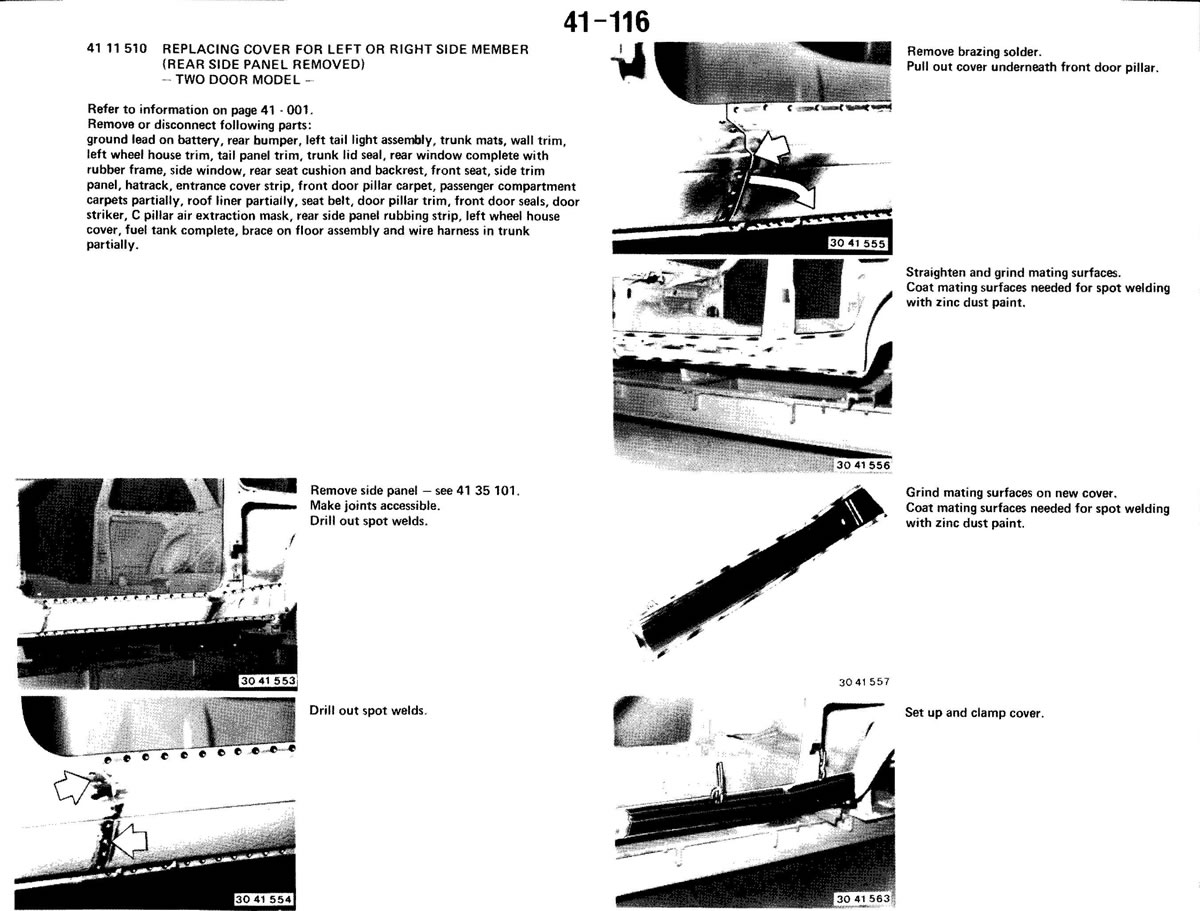 41-116
41 11 510 REPLACING COVER FOR LEFT OR RIGHT SIDE MEMBER
(REAR SIDE PANEL REMOVED)
– TWO DOOR MODEL –
Refer to information on page 41 - 001.
Remove or disconnect following parts:
ground lead on battery, rear bumper, left tail light assembly, trunk mats, wall trim,
left wheel house trim, tail panel trim, trunk lid seal, rear window complete with
rubber frame, side window, rear seat cushion and backrest, front seat, side trim
panel, hatrack, entrance cover strip, front door pillar carpet, passenger compartment
carpets partially, roof liner partially, seat belt, door pillar trim, front door seals, door
striker, C pillar air extraction mask, rear side panel rubbing strip, left wheel house
cover, fuel tank complete, brace on floor assembly and wire harness in trunk
partially.
Remove side panel – see 41 35 101.
Make joints accessible.
Drill out spot welds.
30 41 553
Drill out spot welds.
30 41 554
Remove brazing solder.
Pull out cover underneath front door pillar.
30 41 555
Straighten and grind mating surfaces.
Coat mating surfaces needed for spot welding
with zinc dust paint.
30 41 556
Grind mating surfaces on new cover.
Coat mating surfaces needed for spot welding
with zinc dust paint.
30 41 557
Set up and clamp cover.
30 41 563